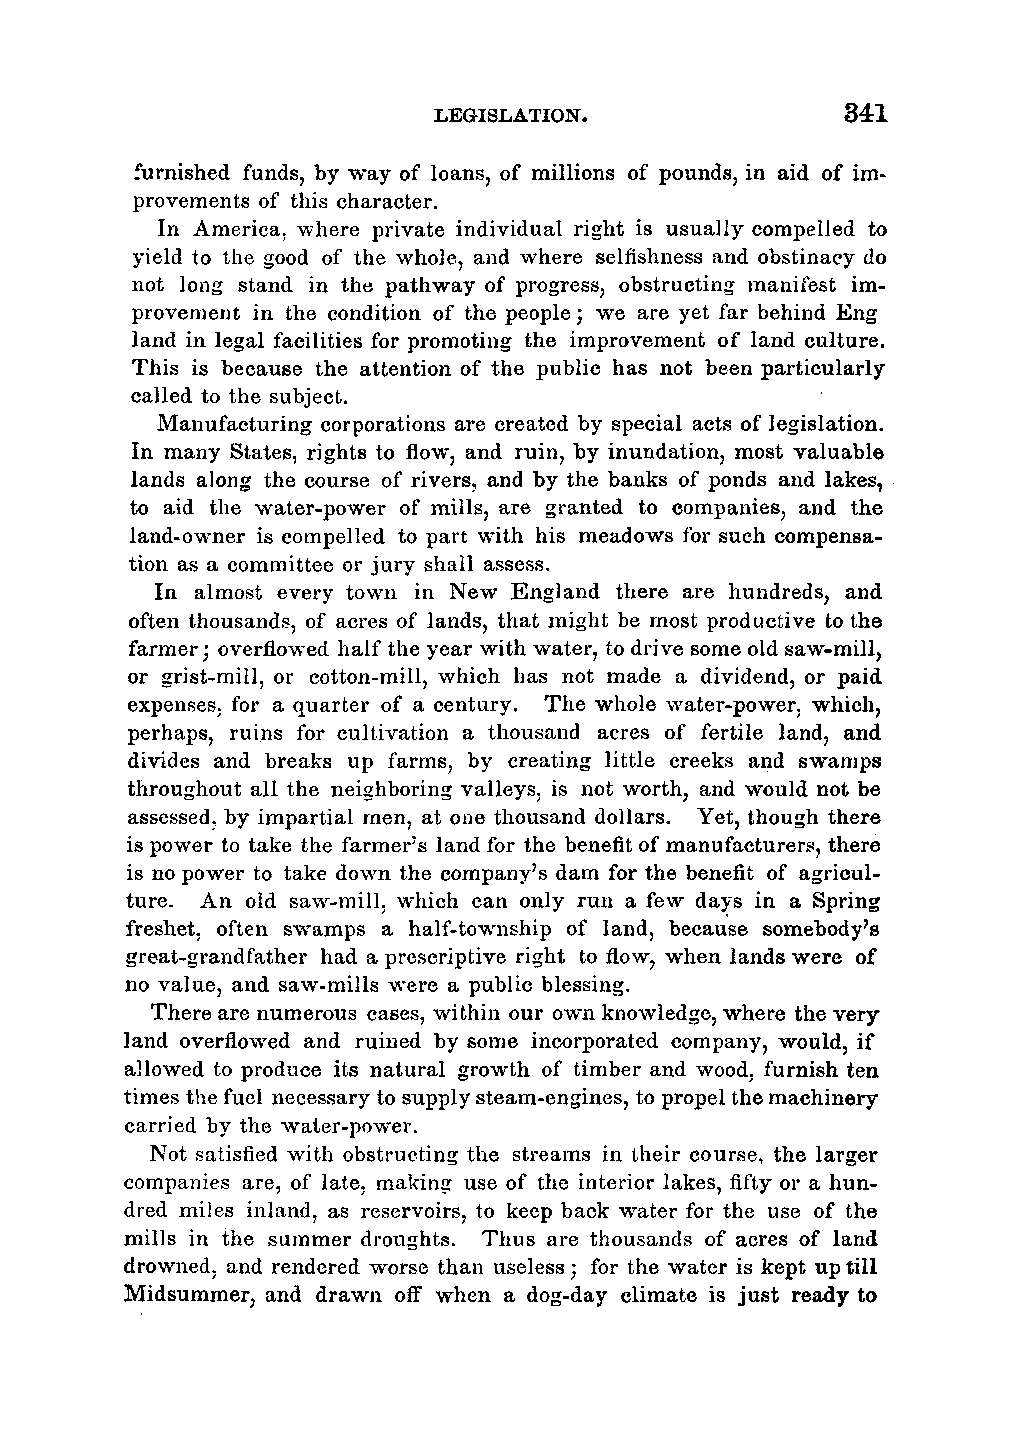 LEGISLATION. 341
furnished funds, by way of loans, of millions of pounds, in aid of im-
provements of this character.
In America, where private individual right is usually compelled to
yield to the good of the whole, and where selfishness and obstinacy do
not long stand in the pathway of progress, obstructing manifest im-
provement in the condition of the people; we are yet far behind Eng
land in legal facilities for promoting the improvement of land culture.
This is because the attention of the public has not been particularly
called to the subject.
Manufacturing corporations are created by special acts of legislation.
In many States, rights to flow, and ruin, by inundation, most valuable
lands along the course of rivers, and by the banks of ponds and lakes,
to aid the water-power of mills, are granted to companies, and the
land-owner is compelled to part with his meadows for such compensa-
tion as a committee or jury shall assess.
In almost every town in New England there are hundreds, and
often thousands, of acres of lands, that might be most productive to the
farmer; overflowed half the year with water, to drive some old saw-mill,
or grist-mill, or cotton-mill, which has not made a dividend, or paid
expenses, for a quarter of a century. The whole water-power, which,
perhaps, ruins for cultivation a thousand acres of fertile land, and
divides and breaks up farms, by creating little creeks and swamps
throughout all the neighboring valleys, is not worth, and would not be
assessed, by impartial men, at one thousand dollars. Yet, though there
is power to take the farmer's land for the benefit of manufacturers, there
is no power to take down the company's dam for the benefit of agricul-
ture. An old saw-mill, which can only run a few days in a Spring
freshet, often swamps a half-township of land, because somebody's
great-grandfather had a prescriptive right to flow, when lands were of
no value, and saw-mills were a public blessing.
There are numerous cases, within our own knowledge, where the very
land overflowed and ruined by some incorporated company, would, if
allowed to produce its natural growth of timber and wood, furnish ten
times the fuel necessary to supply steam-engines, to propel the machinery
carried by the water-power.
Not satisfied with obstructing the streams in their course, the larger
companies are, of late, making use of the interior lakes, fifty or a hun-
dred miles inland, as reservoirs, to keep back water for the use of the
mills in the summer droughts. Thus are thousands of acres of land
drowned, and rendered worse than useless; for the water is kept up till
Midsummer, and drawn off when a dog-day climate is just ready to